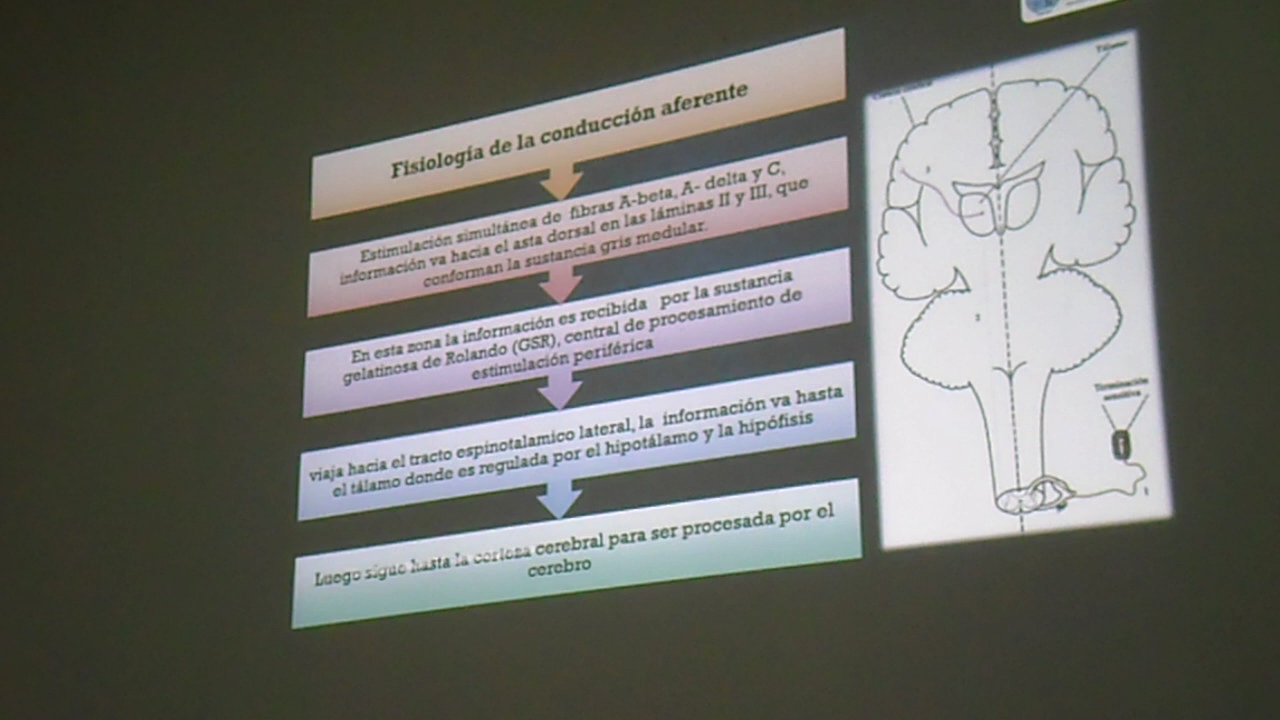 Fisiología de la conducción aferente
Estimulación simultánea de fibras A-beta, A- delta y C,
información va hacia el asta dorsal en las láminas II y III, que
conforman la sustancia gris medular.
En esta zona la información es recibida por la sustancia
gelatinosa de Rolando (GSR), central de procesamiento de
estimulación periférica
viaja hacia el tracto espinotalamico lateral, la información va hasta
el tálamo donde es regulada por el hipotálamo y la hipófisis
Luego sigue hasta la corteza cerebral para ser procesada por el
cerebro
Tálamo
3
2
Terminación
sensitiva
1